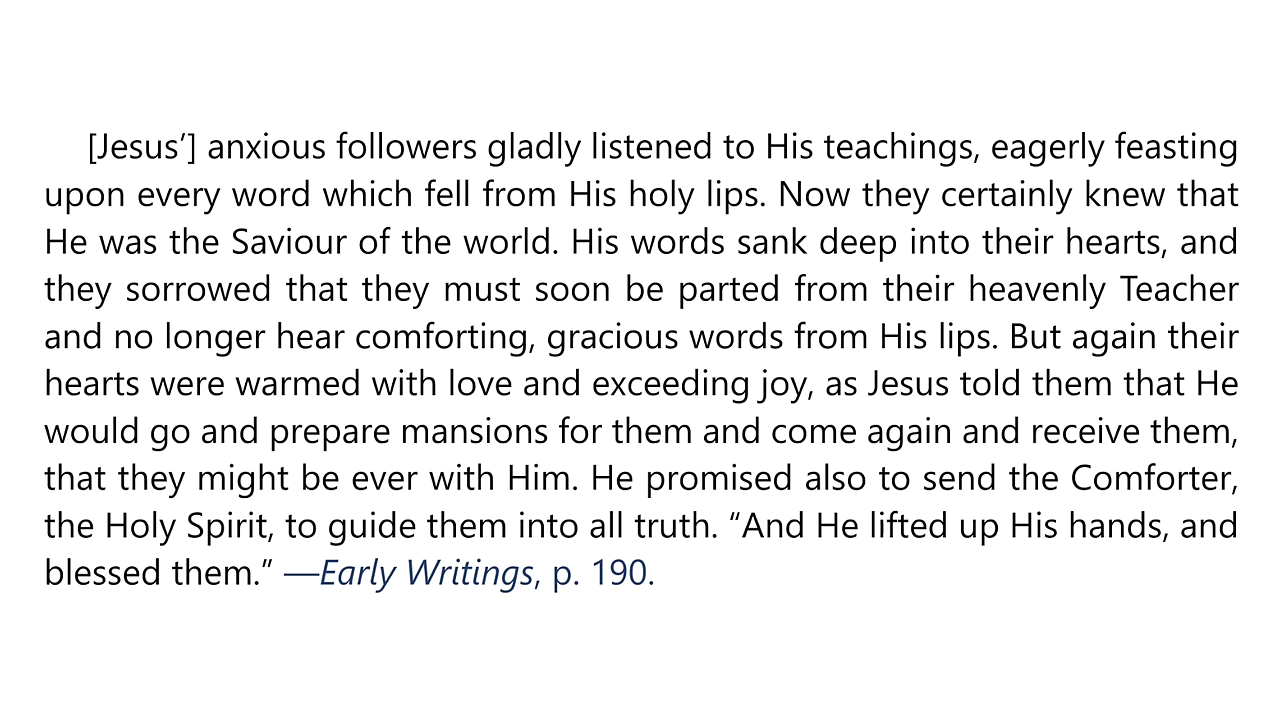 [Jesus’] anxious followers gladly listened to His teachings, eagerly feasting
upon every word which fell from His holy lips. Now they certainly knew that
He was the Saviour of the world. His words sank deep into their hearts, and
they sorrowed that they must soon be parted from their heavenly Teacher
and no longer hear comforting, gracious words from His lips. But again their
hearts were warmed with love and exceeding joy, as Jesus told them that He
would go and prepare mansions for them and come again and receive them,
that they might be ever with Him. He promised also to send the Comforter,
the Holy Spirit, to guide them into all truth. “And He lifted up His hands, and
blessed them.” —Early Writings, p. 190.